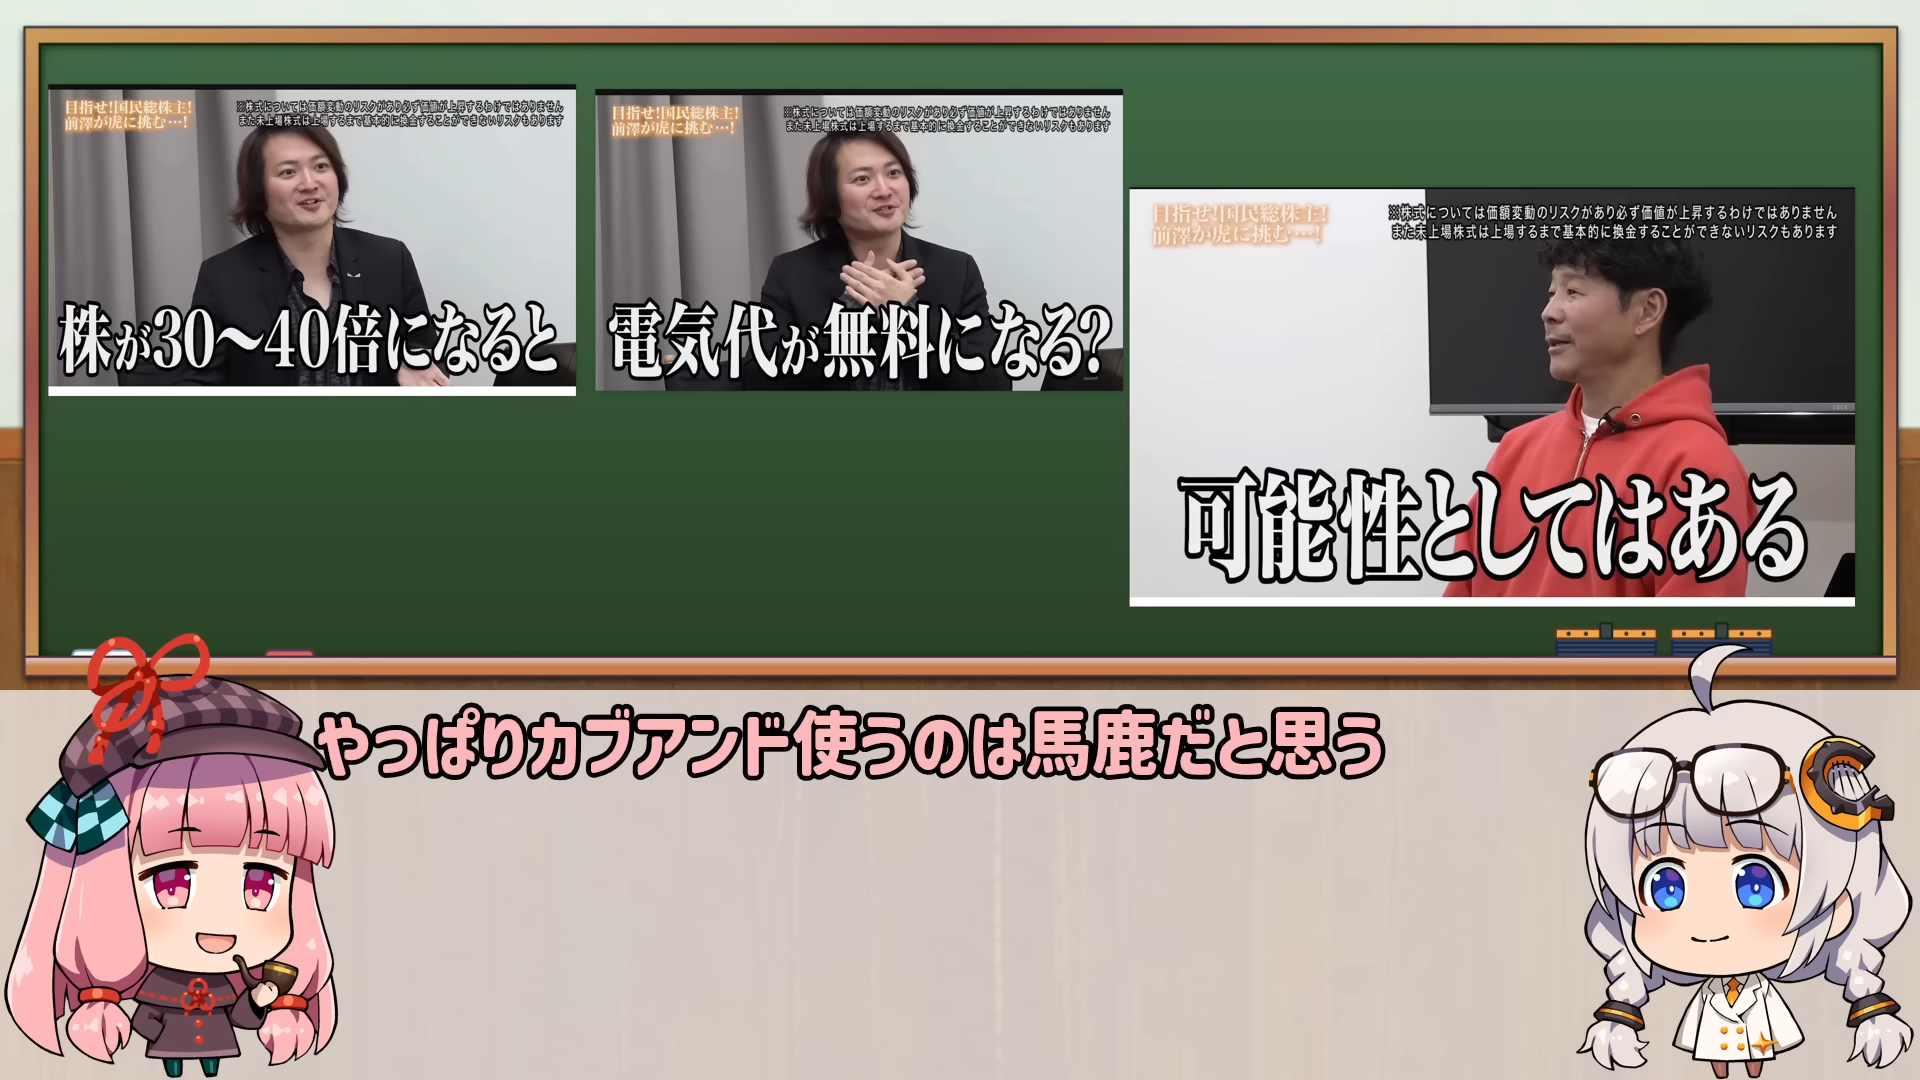 目指せ!国民総株主!
前澤が虎に挑む…!
※株式については価額変動のリスクがあり必ず価値が上昇するわけではありません
また未上場株式は上場するまで基本的に換金することができないリスクもあります
株が30〜40倍になると
目指せ!国民総株主!
前澤が虎に挑む…!
※株式については価額変動のリスクがあり必ず価値が上昇するわけではありません
また未上場株式は上場するまで基本的に換金することができないリスクもあります
電気代が無料になる?
目指せ!国民総株主!
前澤が虎に挑む…!
※株式については価額変動のリスクがあり必ず価値が上昇するわけではありません
また未上場株式は上場するまで基本的に換金することができないリスクもあります
可能性としてはある
やっぱりカブアンド使うのは馬鹿だと思う